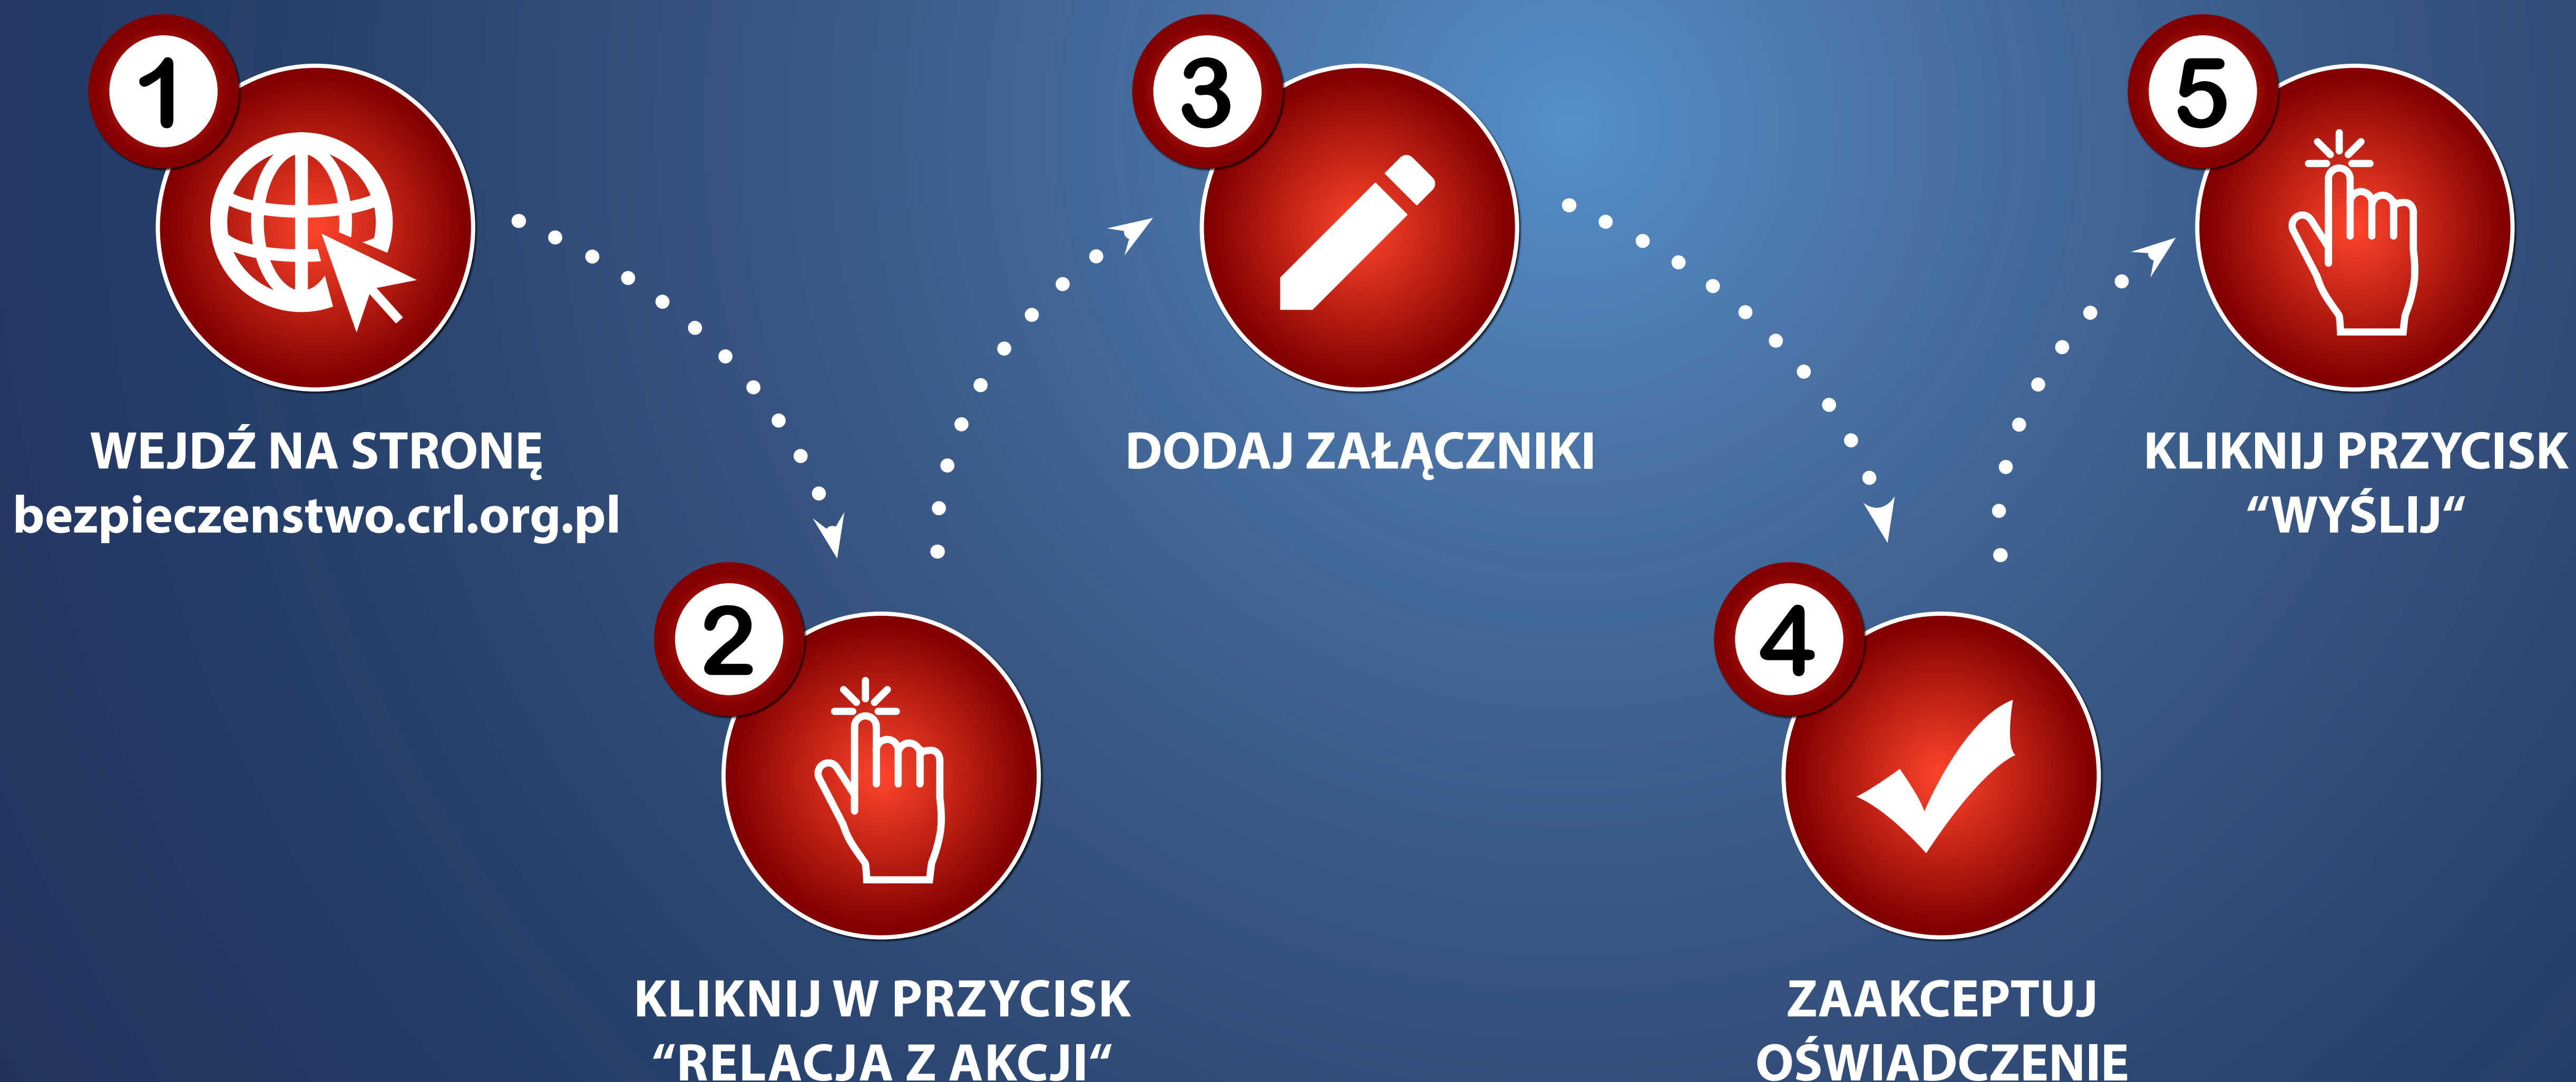 1
WEJDŹ NA STRONĘ
bezpieczenstwo.crl.org.pl
2
KLIKNIJ W PRZYCISK
“RELACJA Z AKCJI“
3
DODAJ ZAŁĄCZNIKI
4
ZAAKCEPTUJ
OŚWIADCZENIE
5
KLIKNIJ PRZYCISK
“WYŚLIJ“